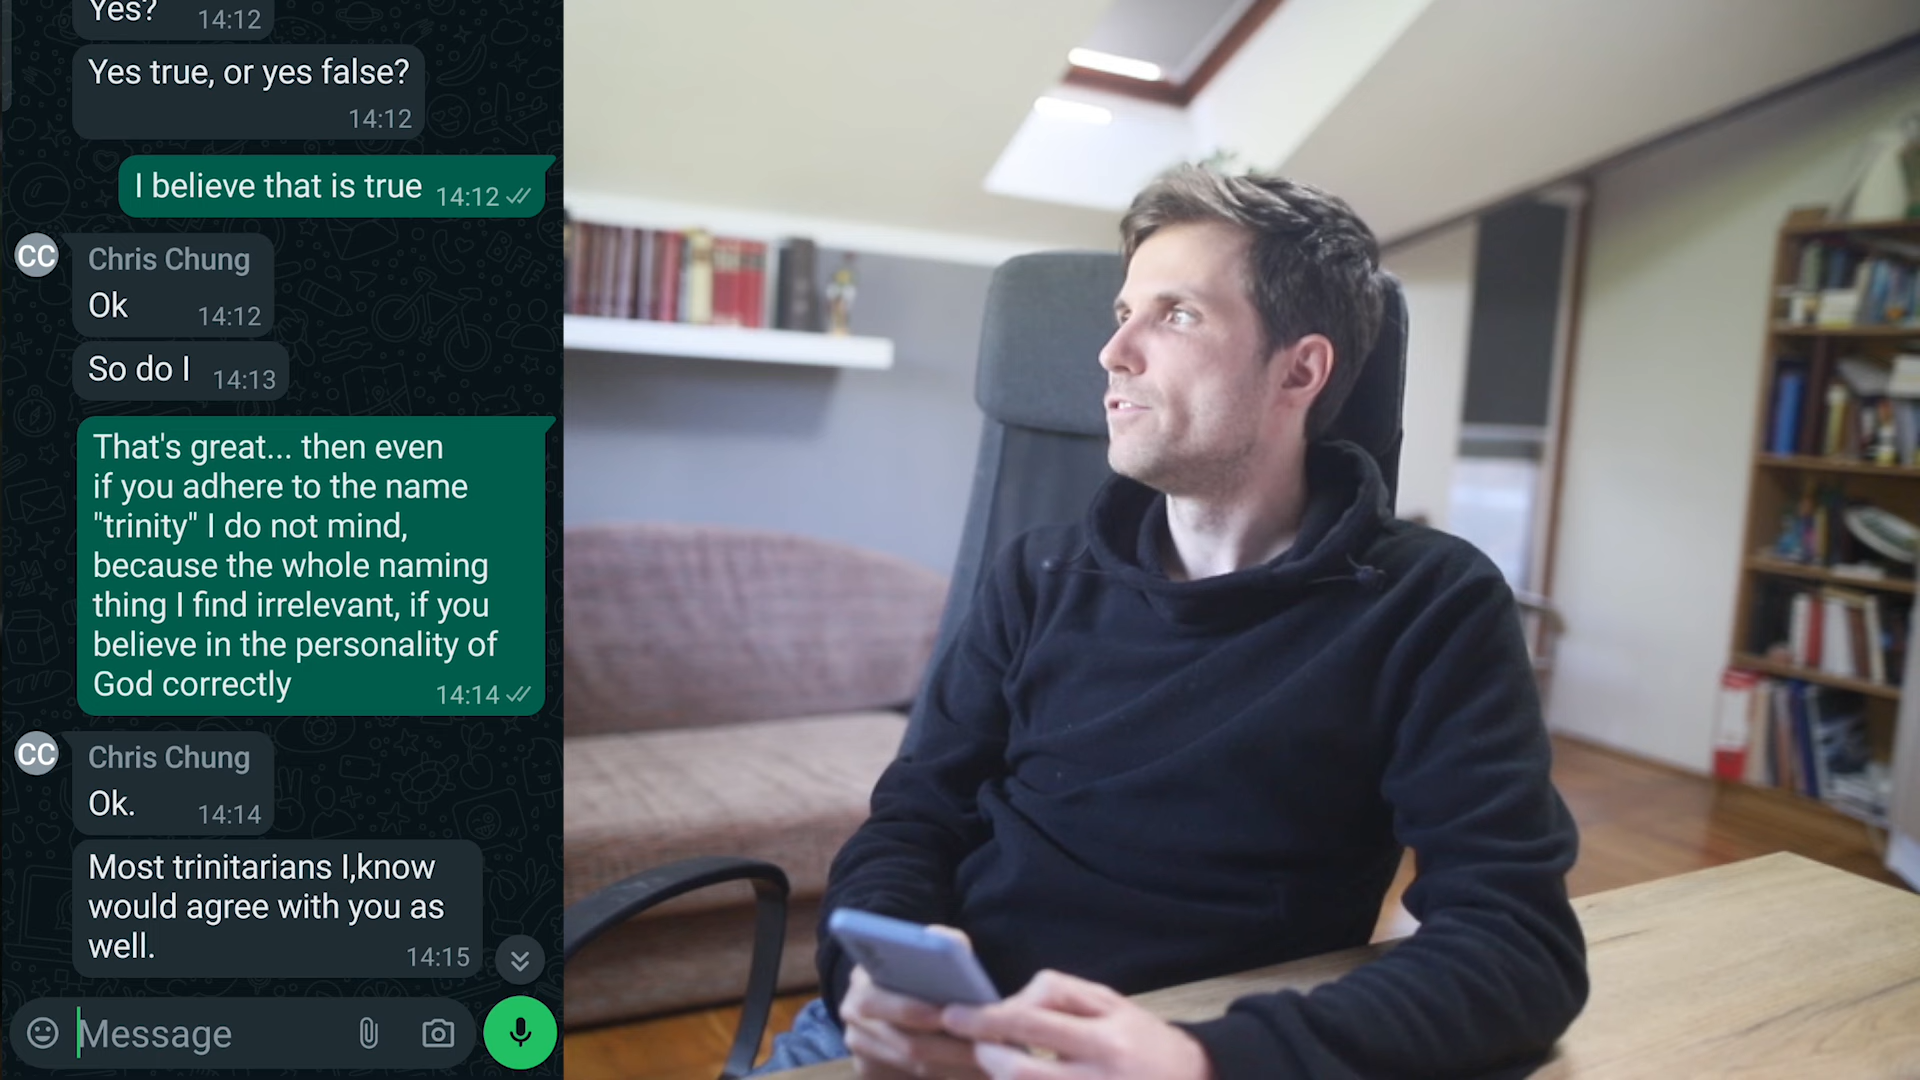 Yes?
14:12
Yes true, or yes false?
14:12
I believe that is true 14:12
CC
Chris Chung
Ok 14:12
So do I 14:13
That's great... then even
if you adhere to the name
"trinity" I do not mind,
because the whole naming
thing I find irrelevant, if you
believe in the personality of
God correctly 14:14
CC
Chris Chung
Ok. 14:14
Most trinitarians I,know
would agree with you as
well. 14:15
Message